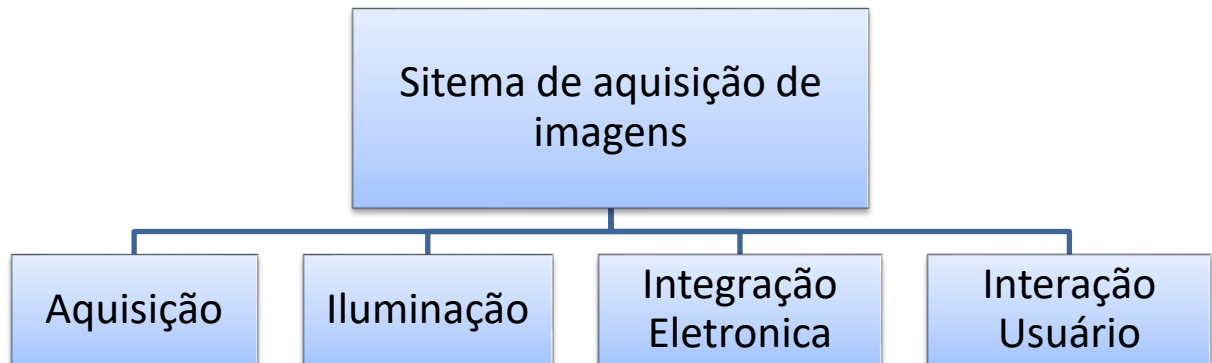 Sitema de aquisição de
imagens
Aquisição
Iluminação
Integração
Eletronica
Interação
Usuário